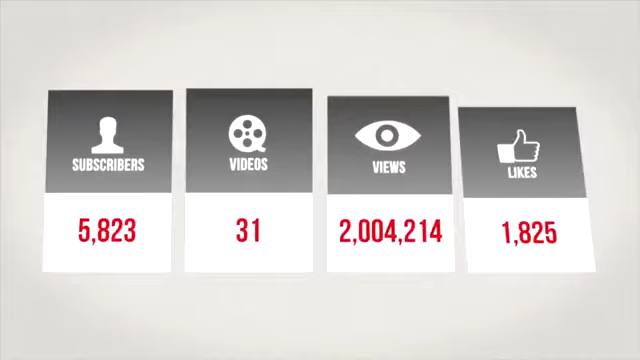 SUBSCRIBERS
5,823
VIDEOS
31
VIEWS
2,004,214
LIKES
1,825